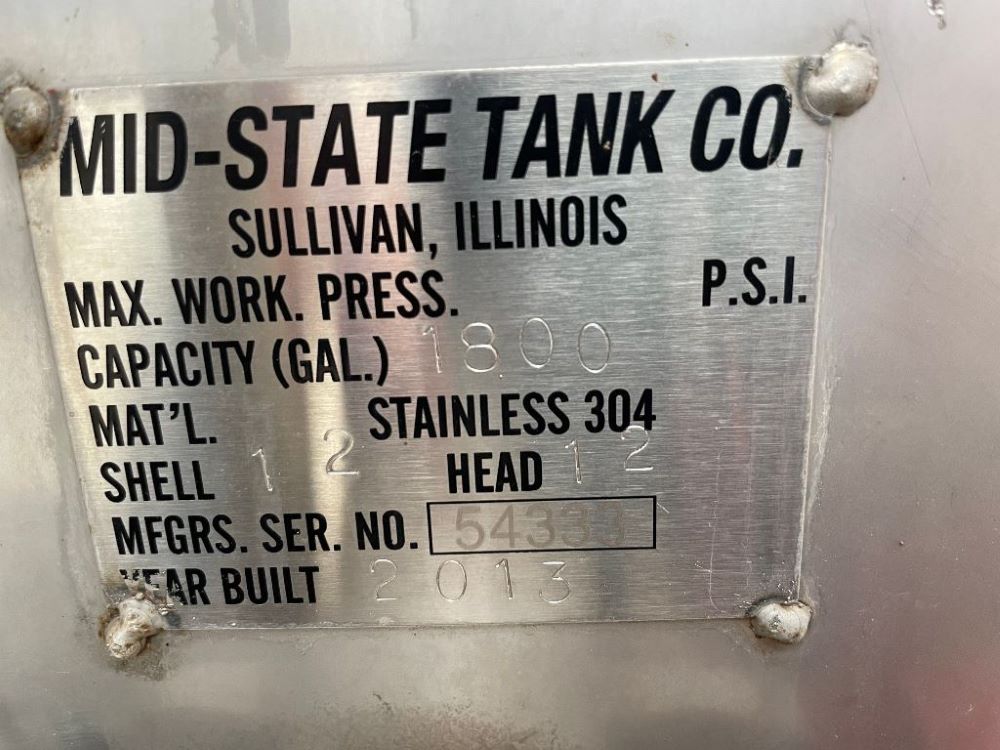 MID-STATE TANK CO.
SULLIVAN, ILLINOIS
MAX. WORK. PRESS. P.S.I.
CAPACITY (GAL.) 1800
MAT'L. STAINLESS 304
SHELL 12 HEAD 12
MFGRS. SER. NO. 54333
YEAR BUILT 2013